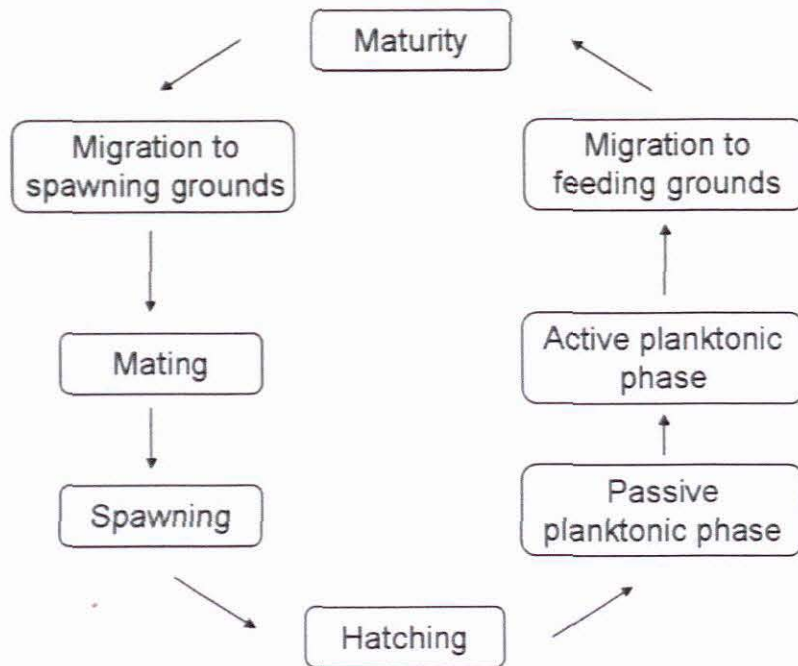 Maturity
Migration to
spawning grounds
Migration to
feeding grounds
Mating
Active planktonic
phase
Spawning
Passive
planktonic phase
Hatching